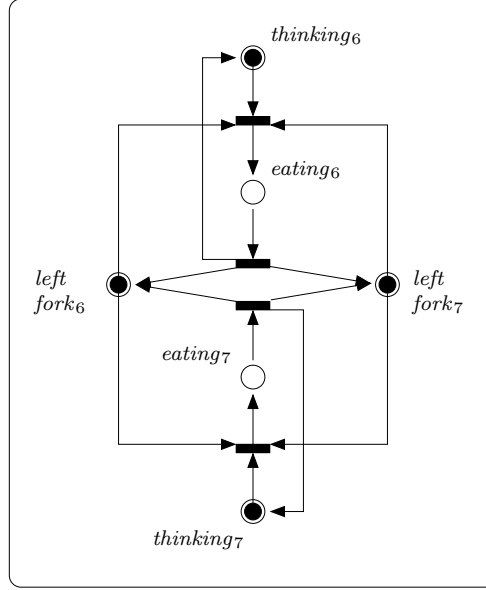 thinking₆
eating₆
left
fork₆
left
fork₇
eating₇
thinking₇